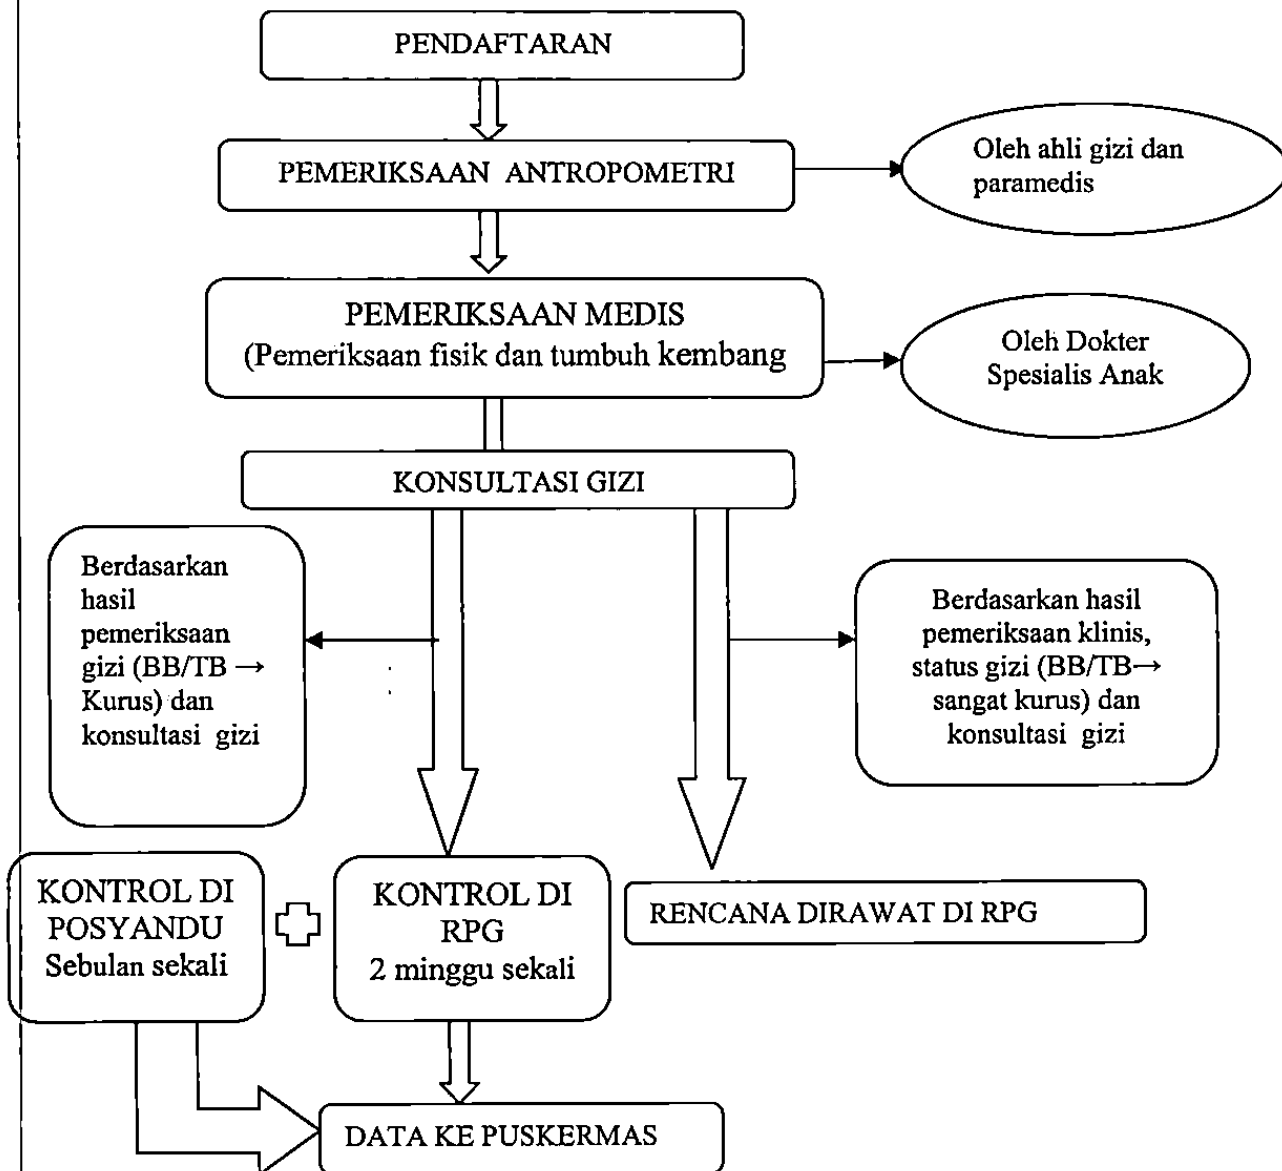 PENDAFTARAN
PEMERIKSAAN ANTROPOMETRI
Oleh ahli gizi dan
paramedis
PEMERIKSAAN MEDIS
(Pemeriksaan fisik dan tumbuh kembang
Oleh Dokter
Spesialis Anak
KONSULTASI GIZI
Berdasarkan
hasil
pemeriksaan
gizi (BB/TB →
Kurus) dan
konsultasi gizi
Berdasarkan hasil
pemeriksaan klinis,
status gizi (BB/TB→
sangat kurus) dan
konsultasi gizi
KONTROL DI
POSYANDU
Sebulan sekali
KONTROL DI
RPG
2 minggu sekali
RENCANA DIRAWAT DI RPG
DATA KE PUSKERMAS